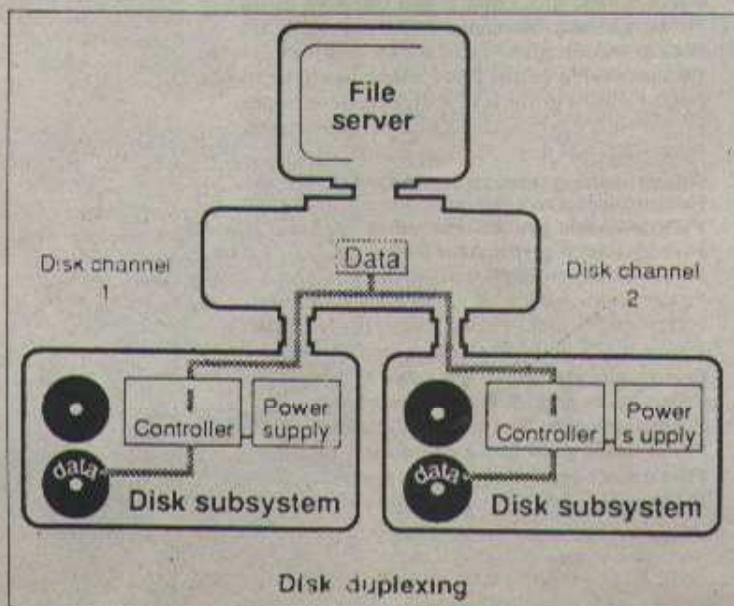 File
server
Data
Disk channel
1
Disk channel
2
Controller
Power
supply
data
Disk subsystem
Controller
Power
s upply
data
Disk subsystem
Disk duplexing